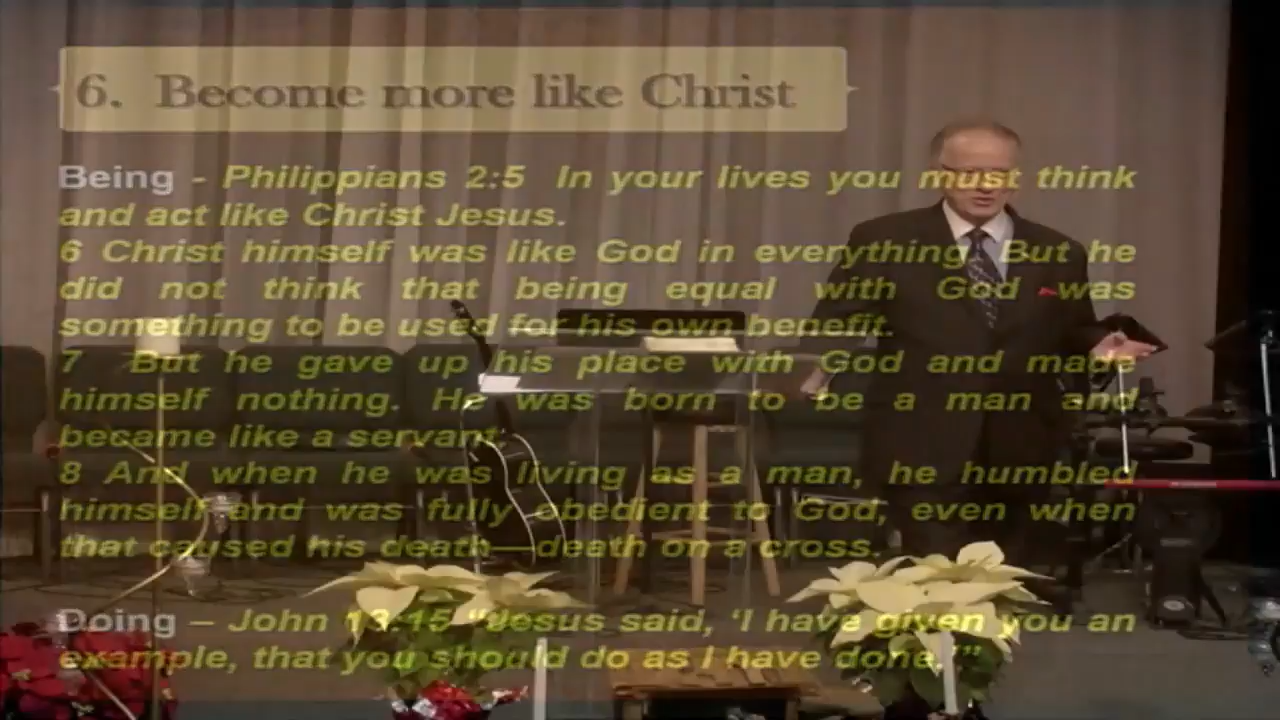 6. Become more like Christ
Being - Philippians 2:5 In your lives you must think
and act like Christ Jesus.
6 Christ himself was like God in everything. But he
did not think that being equal with God was
something to be used for his own benefit.
7 But he gave up his place with God and made
himself nothing. He was born to be a man and
became like a servant.
8 And when he was living as a man, he humbled
himself and was fully obedient to God, even when
that caused his death—death on a cross.
Doing – John 13:15 “Jesus said, ‘I have given you an
example, that you should do as I have done.’”